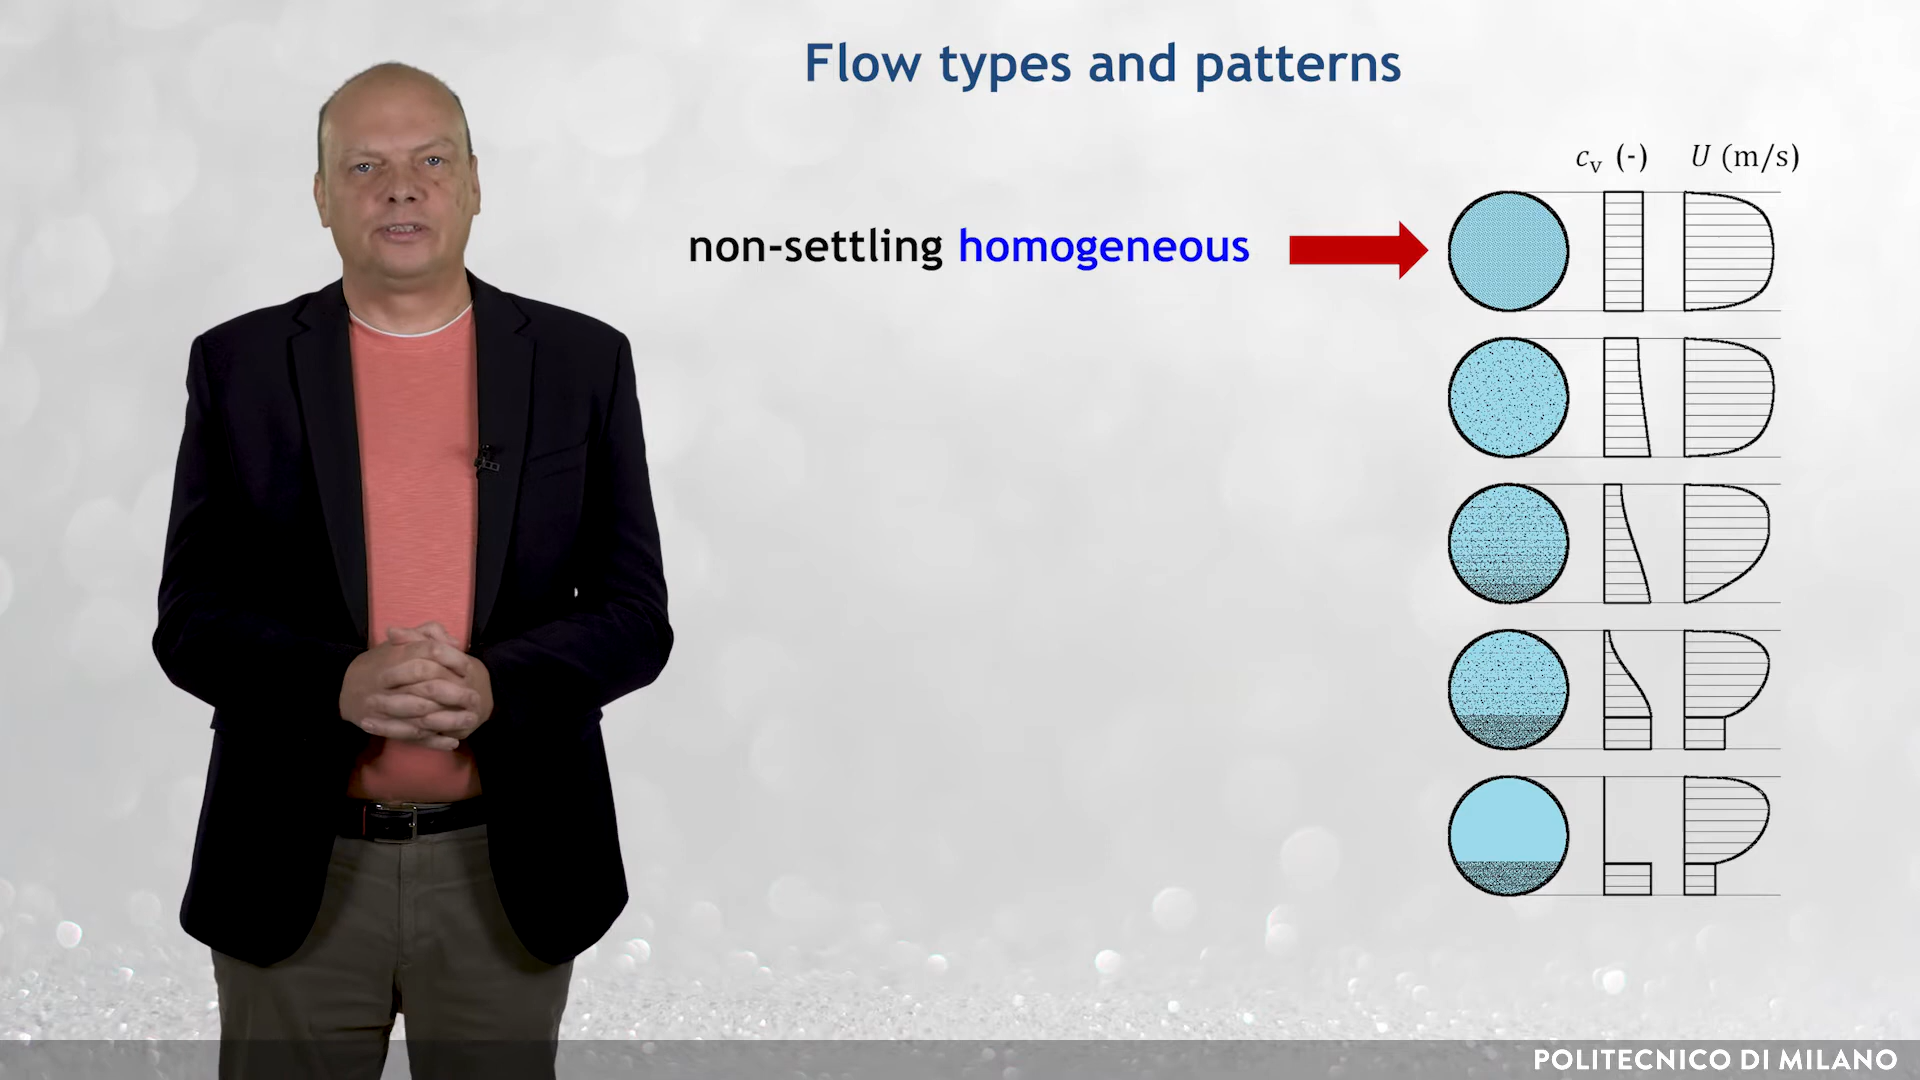 Flow types and patterns
c_v (-) U (m/s)
non-settling homogeneous
POLITECNICO DI MILANO